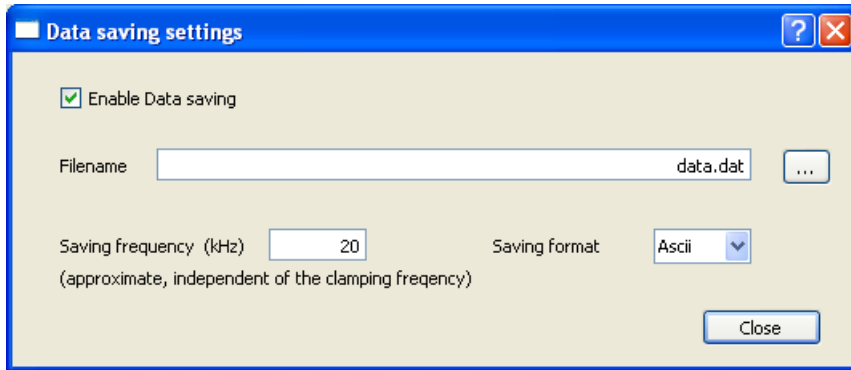 Data saving settings
Enable Data saving
Filename data.dat ...
Saving frequency (kHz) 20 Saving format Ascii
(approximate, independent of the clamping freqency)
Close